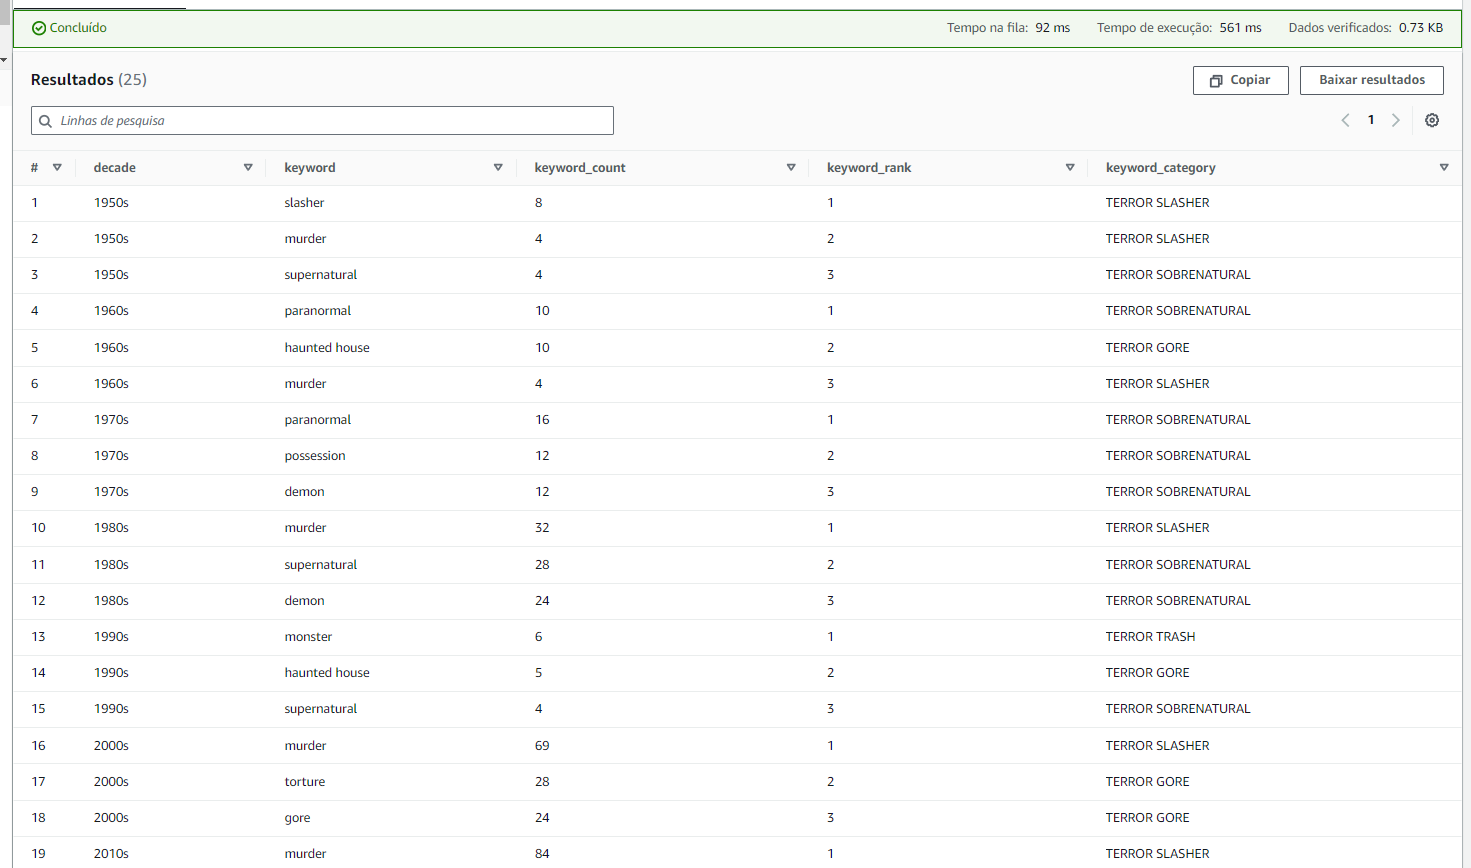 Concluído Tempo na fila: 92 ms Tempo de execução: 561 ms Dados verificados: 0.73 KB
Resultados (25) Copiar Baixar resultados
Linhas de pesquisa 1
# decade keyword keyword_count keyword_rank keyword_category
1 1950s slasher 8 1 TERROR SLASHER
2 1950s murder 4 2 TERROR SLASHER
3 1950s supernatural 4 3 TERROR SOBRENATURAL
4 1960s paranormal 10 1 TERROR SOBRENATURAL
5 1960s haunted house 10 2 TERROR GORE
6 1960s murder 4 3 TERROR SLASHER
7 1970s paranormal 16 1 TERROR SOBRENATURAL
8 1970s possession 12 2 TERROR SOBRENATURAL
9 1970s demon 12 3 TERROR SOBRENATURAL
10 1980s murder 32 1 TERROR SLASHER
11 1980s supernatural 28 2 TERROR SOBRENATURAL
12 1980s demon 24 3 TERROR SOBRENATURAL
13 1990s monster 6 1 TERROR TRASH
14 1990s haunted house 5 2 TERROR GORE
15 1990s supernatural 4 3 TERROR SOBRENATURAL
16 2000s murder 69 1 TERROR SLASHER
17 2000s torture 28 2 TERROR GORE
18 2000s gore 24 3 TERROR GORE
19 2010s murder 84 1 TERROR SLASHER